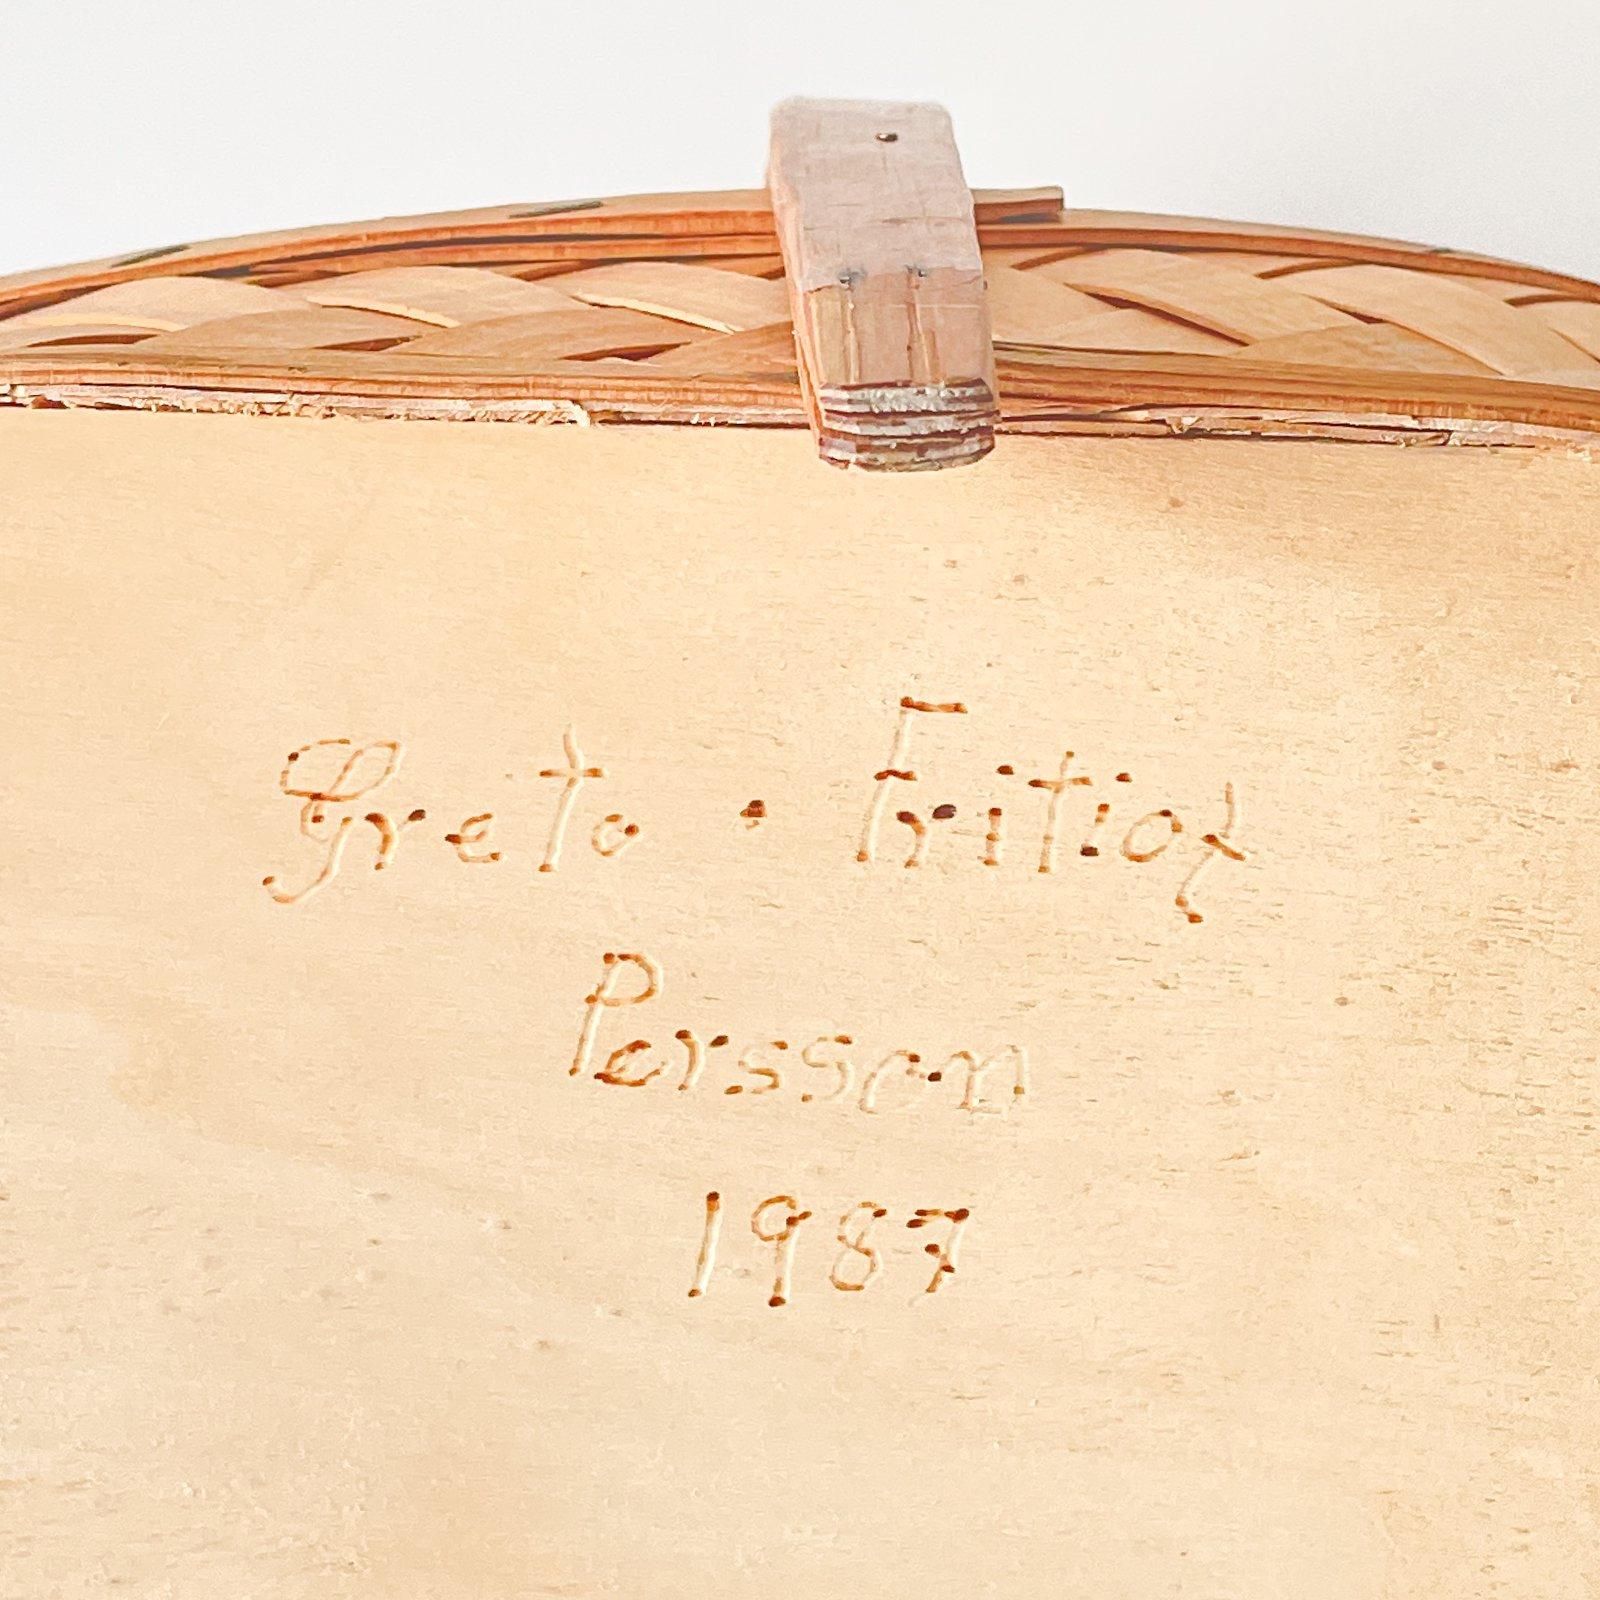 Greta • Fritiof
Persson
1987